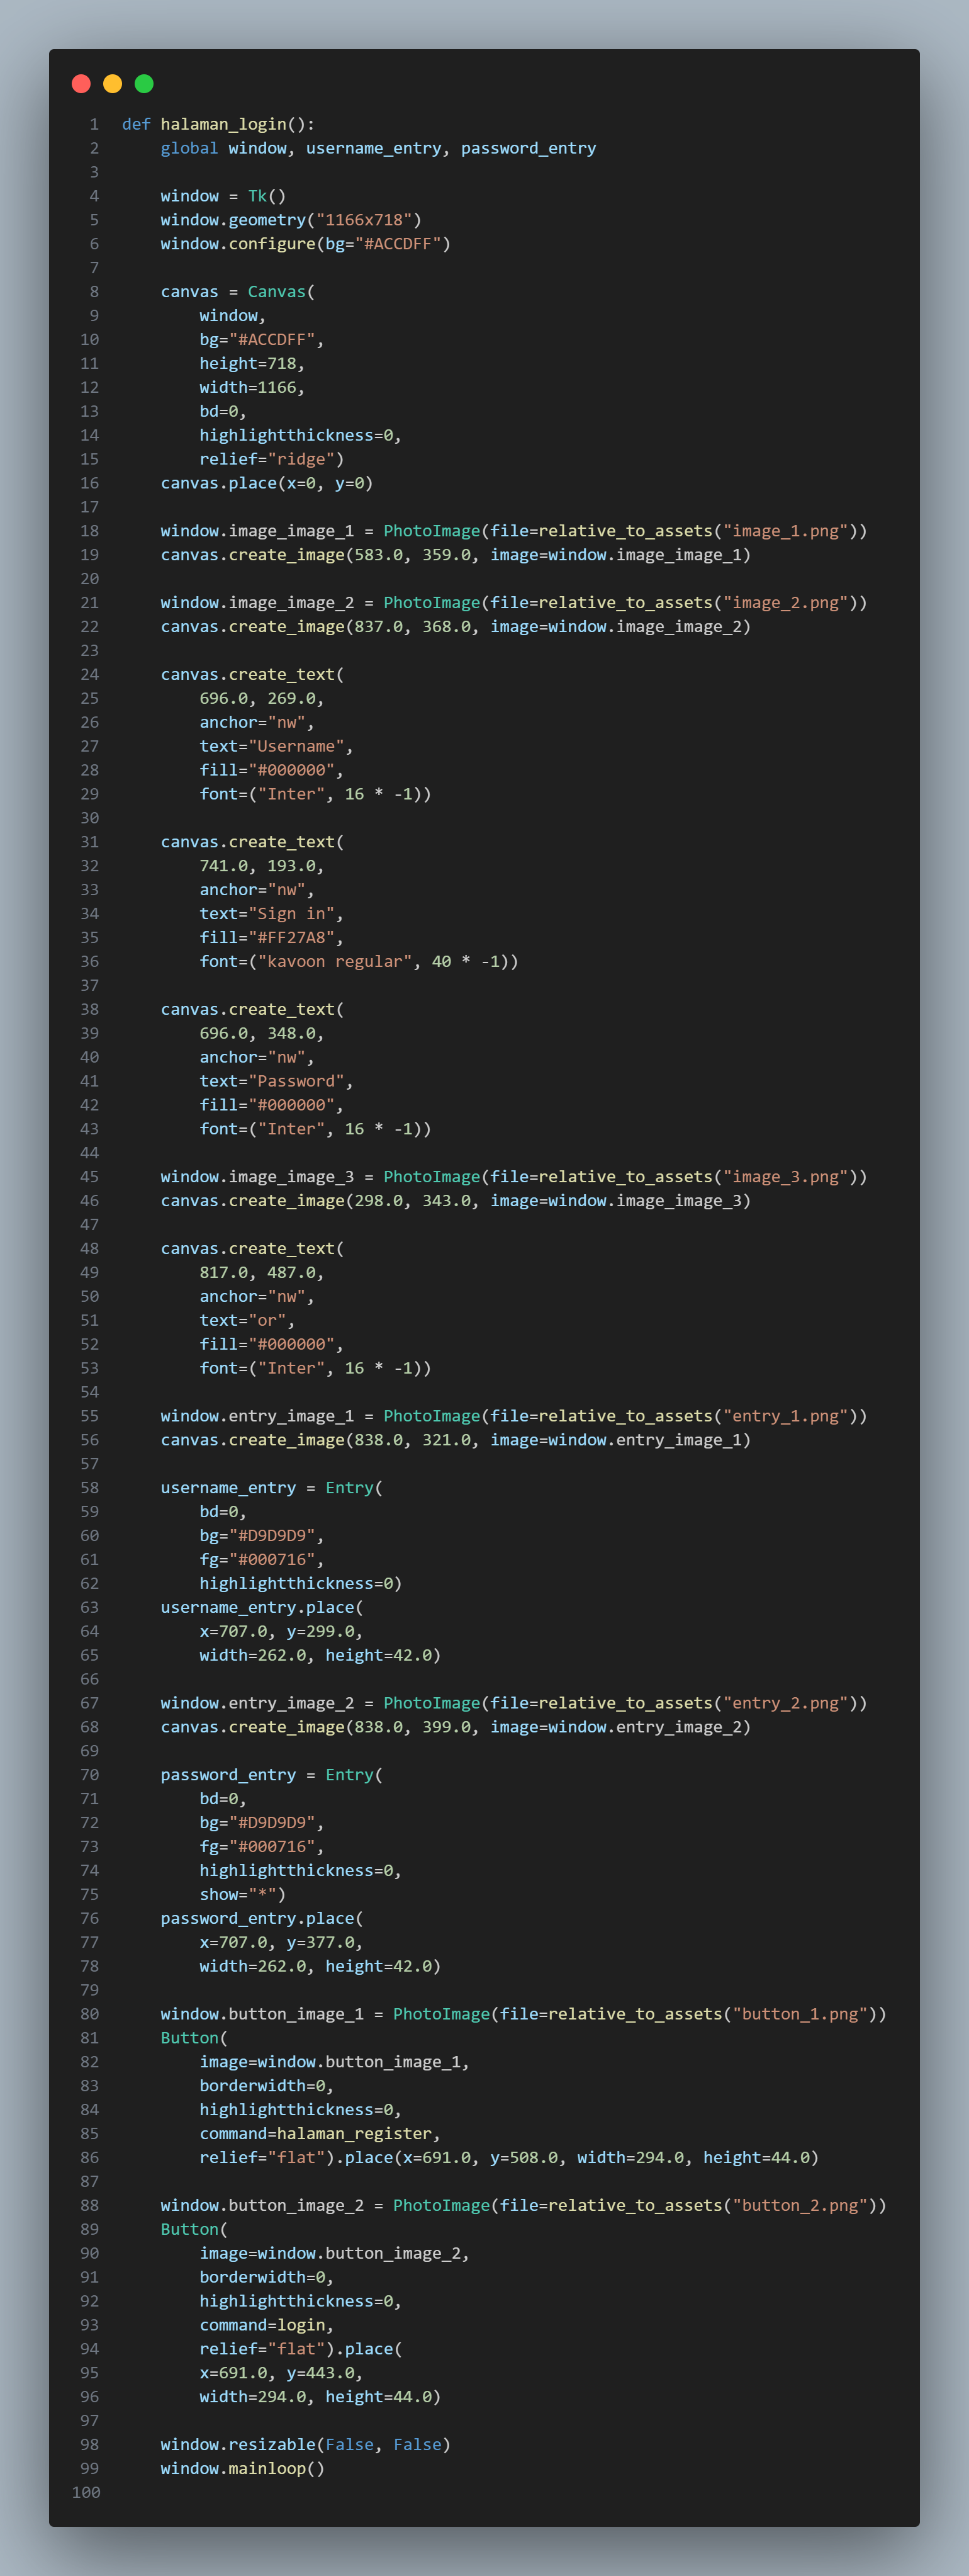 1 def halaman_login():
2     global window, username_entry, password_entry
3
4     window = Tk()
5     window.geometry("1166x718")
6     window.configure(bg="#ACCDFF")
7
8     canvas = Canvas(
9         window,
10         bg="#ACCDFF",
11         height=718,
12         width=1166,
13         bd=0,
14         highlightthickness=0,
15         relief="ridge")
16     canvas.place(x=0, y=0)
17
18     window.image_image_1 = PhotoImage(file=relative_to_assets("image_1.png"))
19     canvas.create_image(583.0, 359.0, image=window.image_image_1)
20
21     window.image_image_2 = PhotoImage(file=relative_to_assets("image_2.png"))
22     canvas.create_image(837.0, 368.0, image=window.image_image_2)
23
24     canvas.create_text(
25         696.0, 269.0,
26         anchor="nw",
27         text="Username",
28         fill="#000000",
29         font=("Inter", 16 * -1))
30
31     canvas.create_text(
32         741.0, 193.0,
33         anchor="nw",
34         text="Sign in",
35         fill="#FF27A8",
36         font=("kavoon regular", 40 * -1))
37
38     canvas.create_text(
39         696.0, 348.0,
40         anchor="nw",
41         text="Password",
42         fill="#000000",
43         font=("Inter", 16 * -1))
44
45     window.image_image_3 = PhotoImage(file=relative_to_assets("image_3.png"))
46     canvas.create_image(298.0, 343.0, image=window.image_image_3)
47
48     canvas.create_text(
49         817.0, 487.0,
50         anchor="nw",
51         text="or",
52         fill="#000000",
53         font=("Inter", 16 * -1))
54
55     window.entry_image_1 = PhotoImage(file=relative_to_assets("entry_1.png"))
56     canvas.create_image(838.0, 321.0, image=window.entry_image_1)
57
58     username_entry = Entry(
59         bd=0,
60         bg="#D9D9D9",
61         fg="#000716",
62         highlightthickness=0)
63     username_entry.place(
64         x=707.0, y=299.0,
65         width=262.0, height=42.0)
66
67     window.entry_image_2 = PhotoImage(file=relative_to_assets("entry_2.png"))
68     canvas.create_image(838.0, 399.0, image=window.entry_image_2)
69
70     password_entry = Entry(
71         bd=0,
72         bg="#D9D9D9",
73         fg="#000716",
74         highlightthickness=0,
75         show="*")
76     password_entry.place(
77         x=707.0, y=377.0,
78         width=262.0, height=42.0)
79
80     window.button_image_1 = PhotoImage(file=relative_to_assets("button_1.png"))
81     Button(
82         image=window.button_image_1,
83         borderwidth=0,
84         highlightthickness=0,
85         command=halaman_register,
86         relief="flat").place(x=691.0, y=508.0, width=294.0, height=44.0)
87
88     window.button_image_2 = PhotoImage(file=relative_to_assets("button_2.png"))
89     Button(
90         image=window.button_image_2,
91         borderwidth=0,
92         highlightthickness=0,
93         command=login,
94         relief="flat").place(
95         x=691.0, y=443.0,
96         width=294.0, height=44.0)
97
98     window.resizable(False, False)
99     window.mainloop()
100